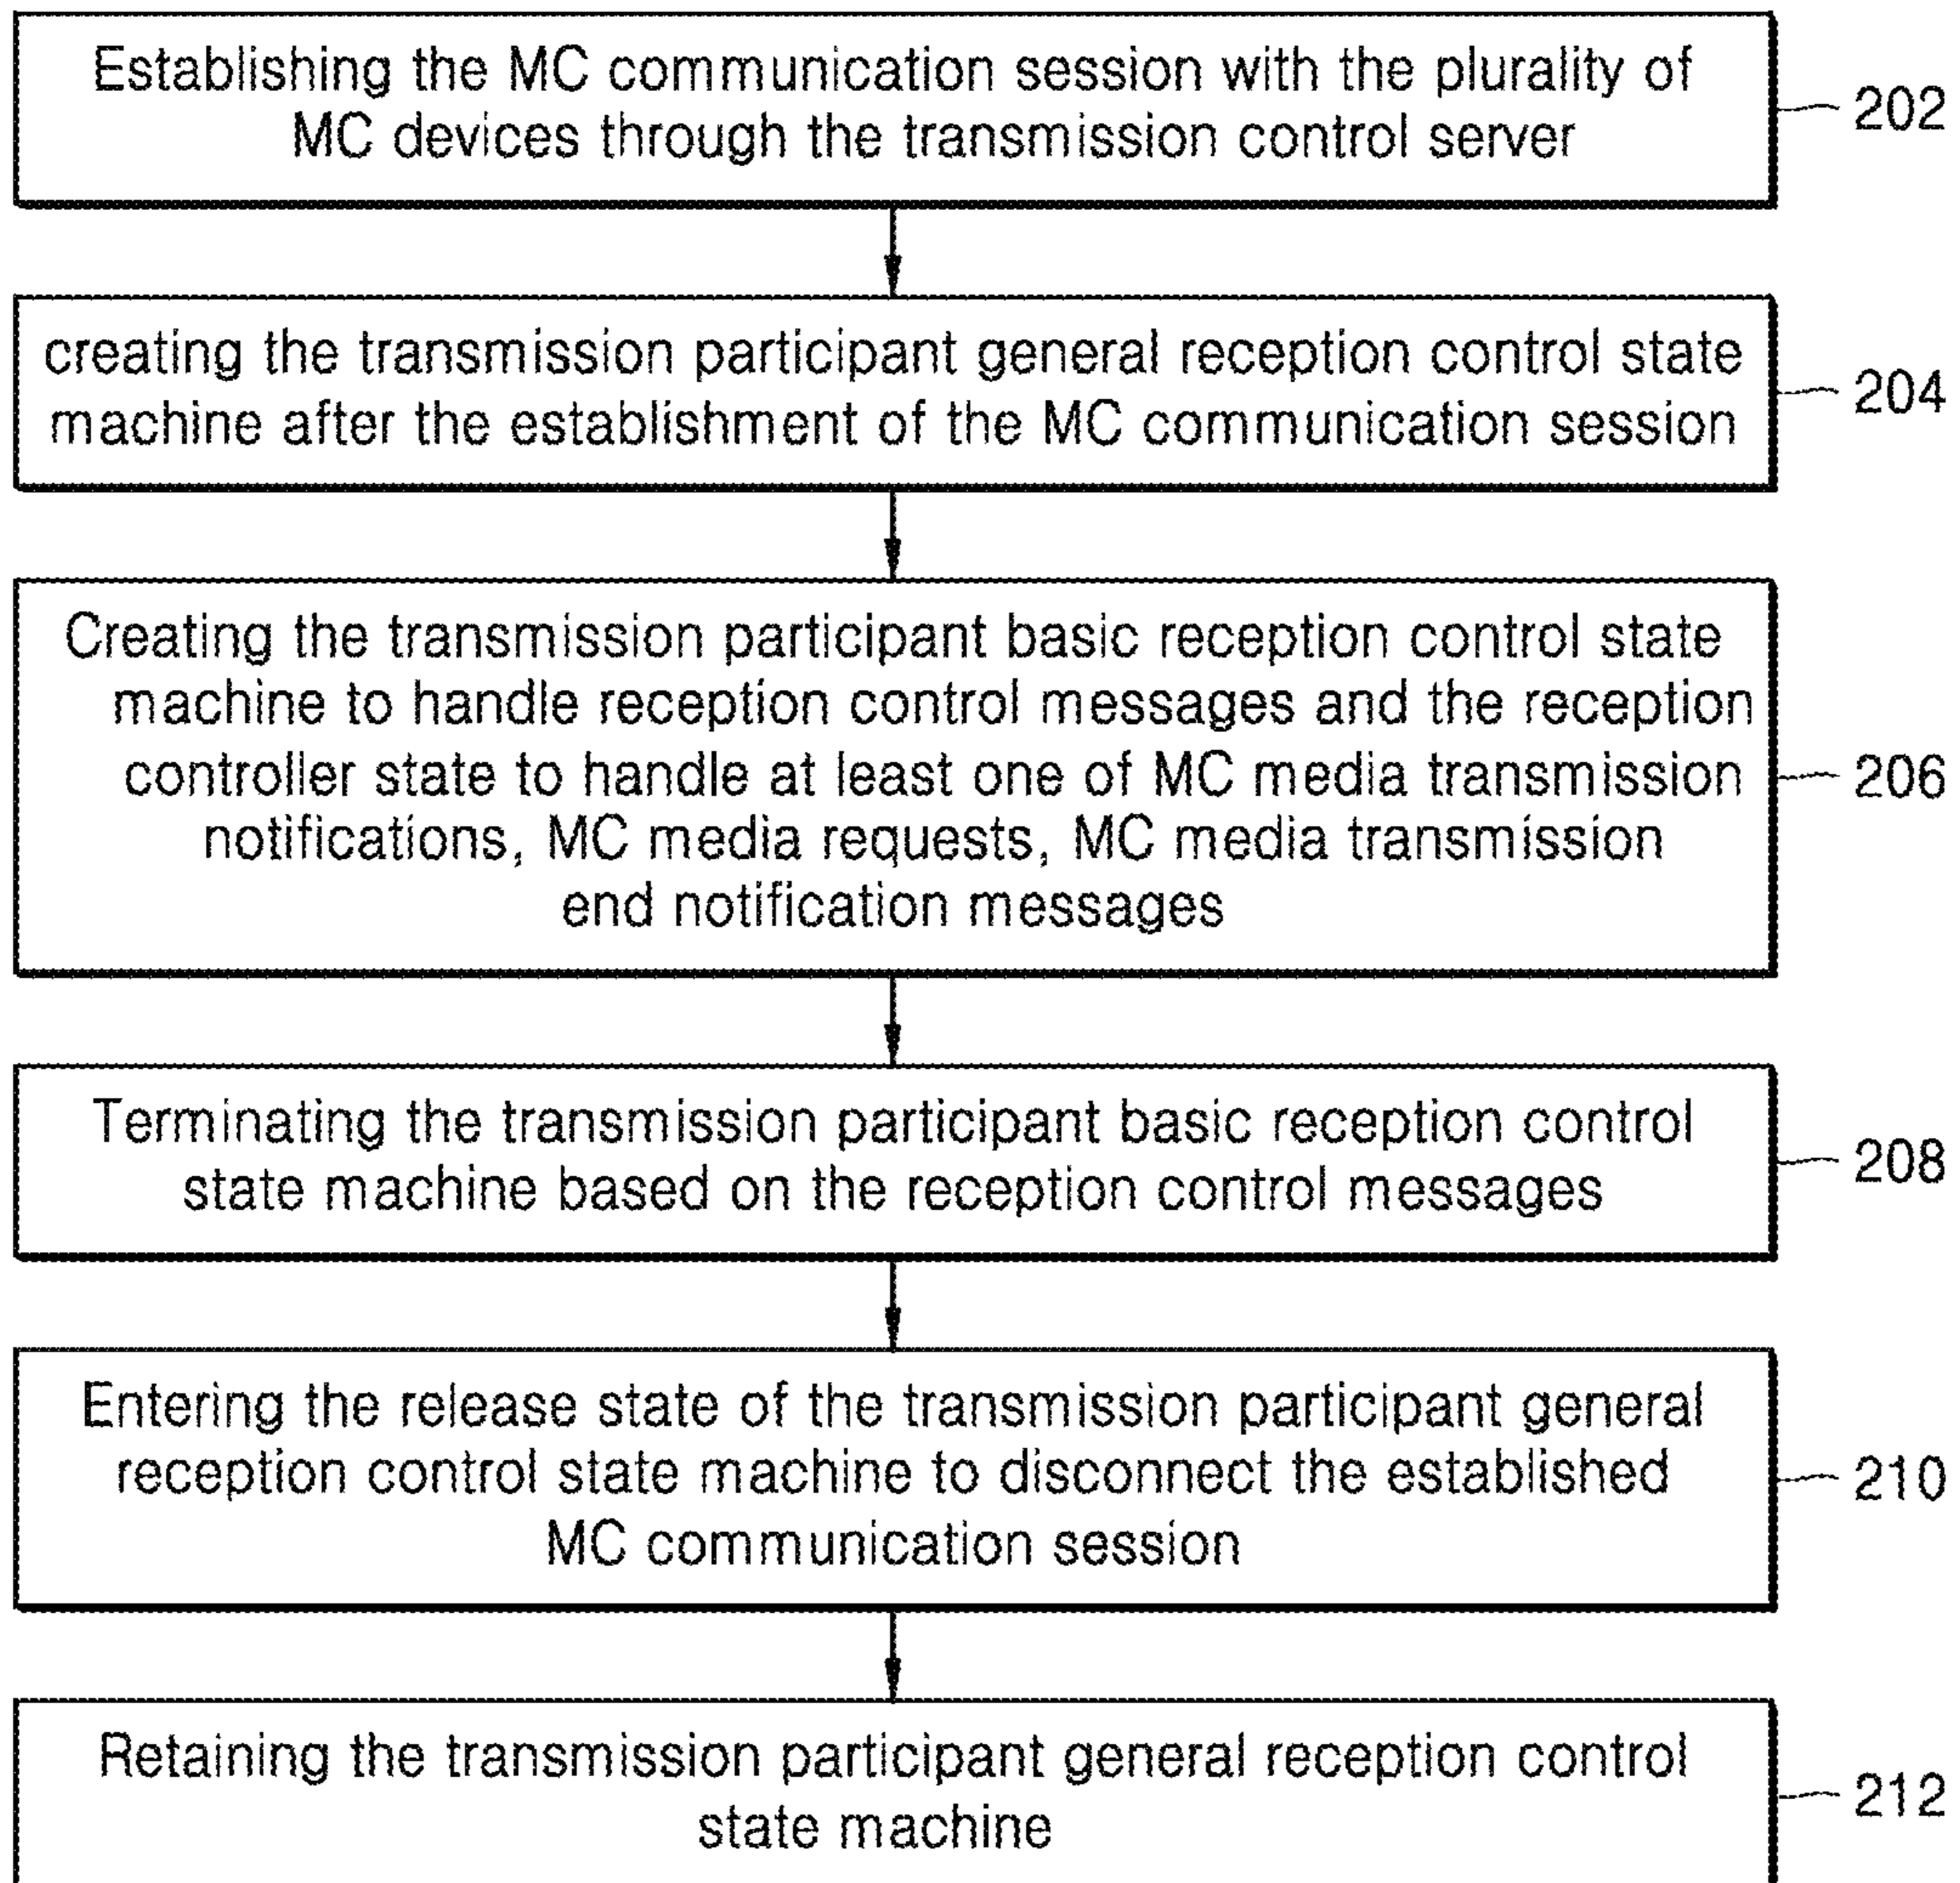 Establishing the MC communication session with the plurality of
MC devices through the transmission control server
202
creating the transmission participant general reception control state
machine after the establishment of the MC communication session
204
Creating the transmission participant basic reception control state
machine to handle reception control messages and the reception
controller state to handle at least one of MC media transmission
notifications, MC media requests, MC media transmission
end notification messages
206
Terminating the transmission participant basic reception control
state machine based on the reception control messages
208
Entering the release state of the transmission participant general
reception control state machine to disconnect the established
MC communication session
210
Retaining the transmission participant general reception control
state machine
212